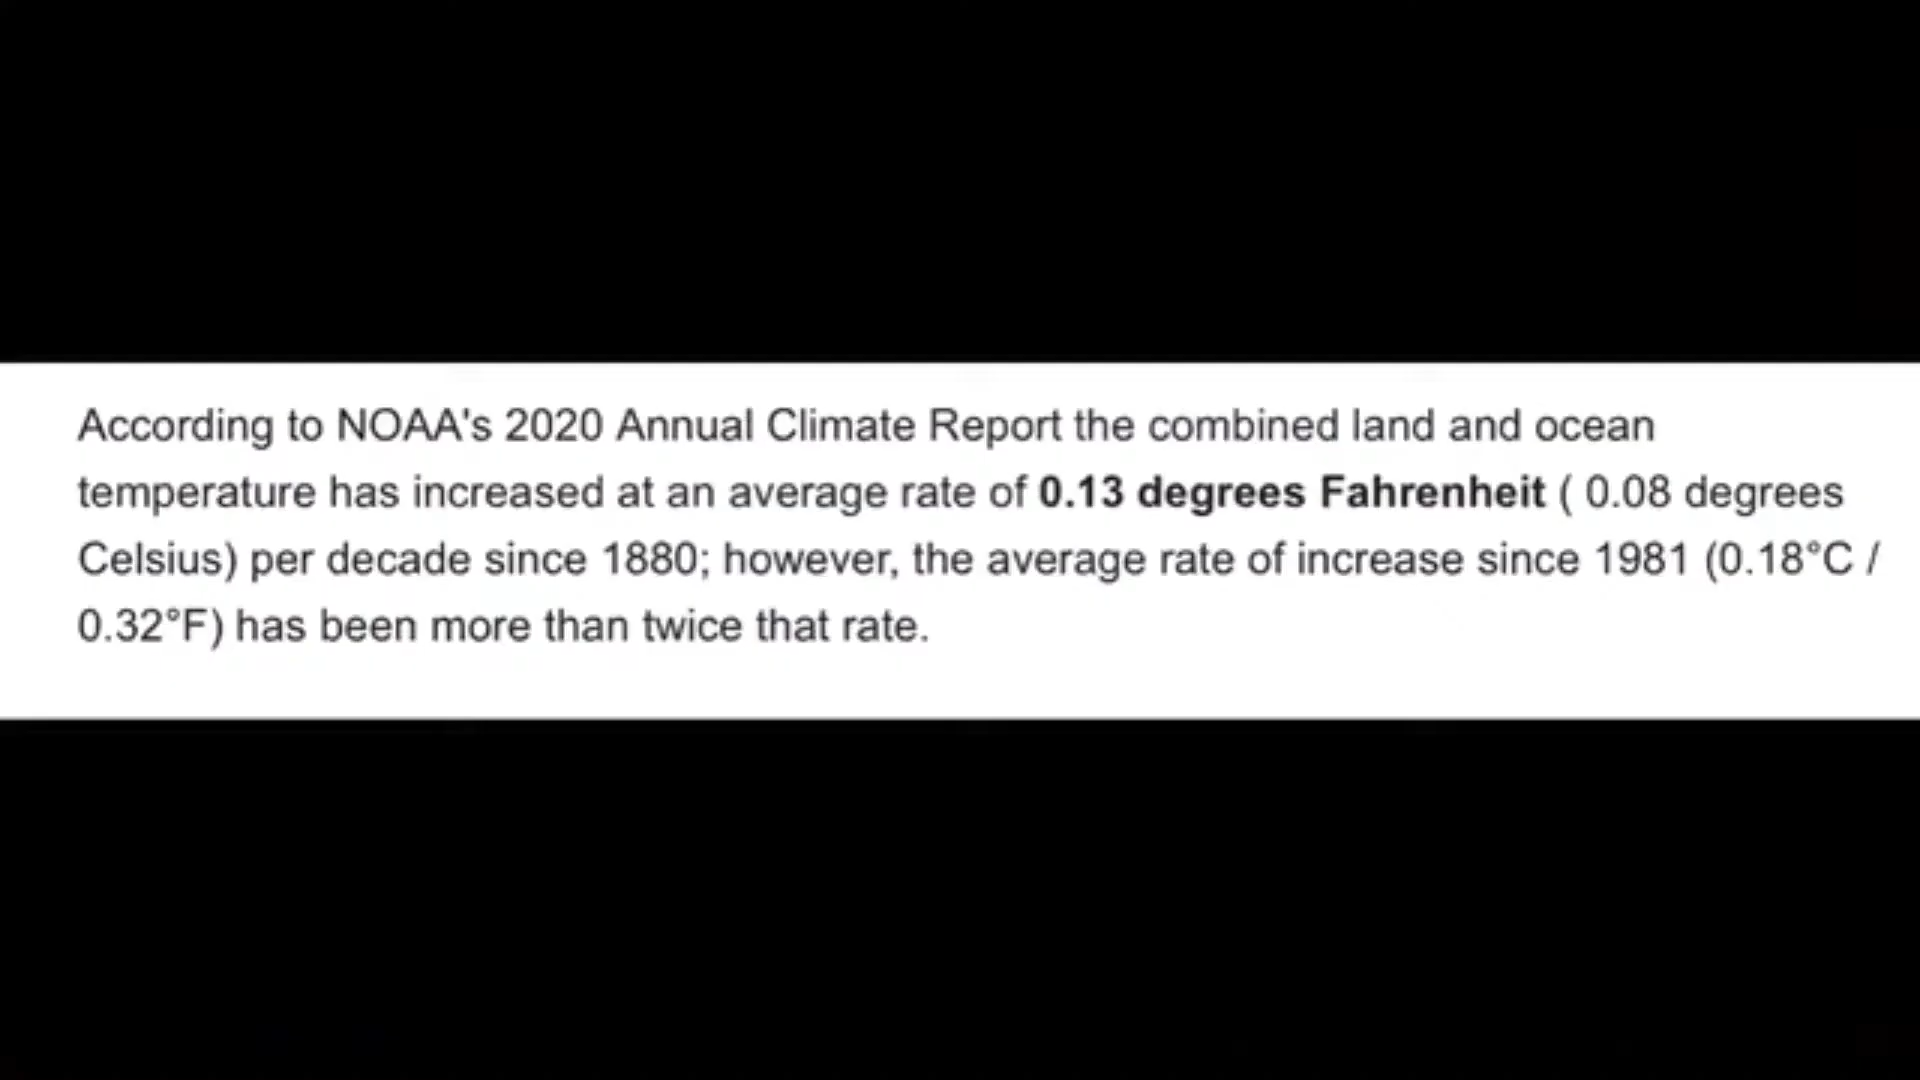 According to NOAA's 2020 Annual Climate Report the combined land and ocean
temperature has increased at an average rate of 0.13 degrees Fahrenheit ( 0.08 degrees
Celsius) per decade since 1880; however, the average rate of increase since 1981 (0.18°C /
0.32°F) has been more than twice that rate.